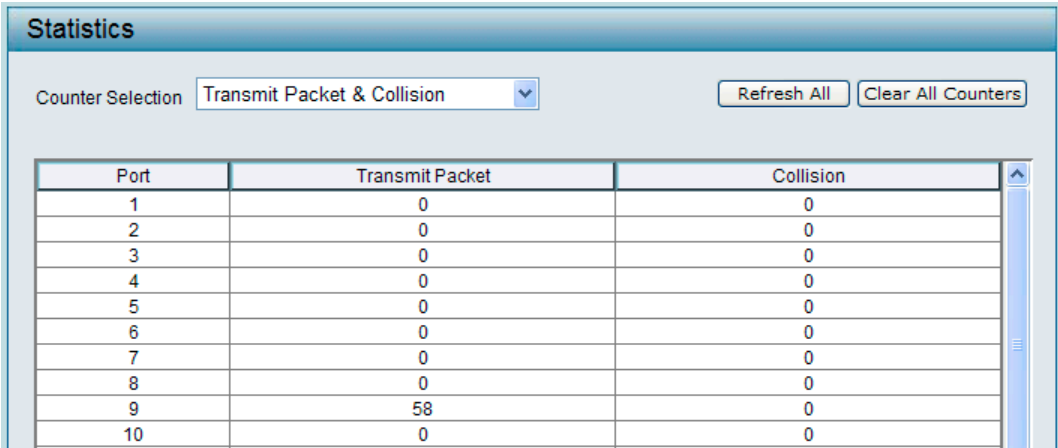 Statistics
Counter Selection Transmit Packet & Collision Refresh All Clear All Counters
Port Transmit Packet Collision
1 0 0
2 0 0
3 0 0
4 0 0
5 0 0
6 0 0
7 0 0
8 0 0
9 58 0
10 0 0